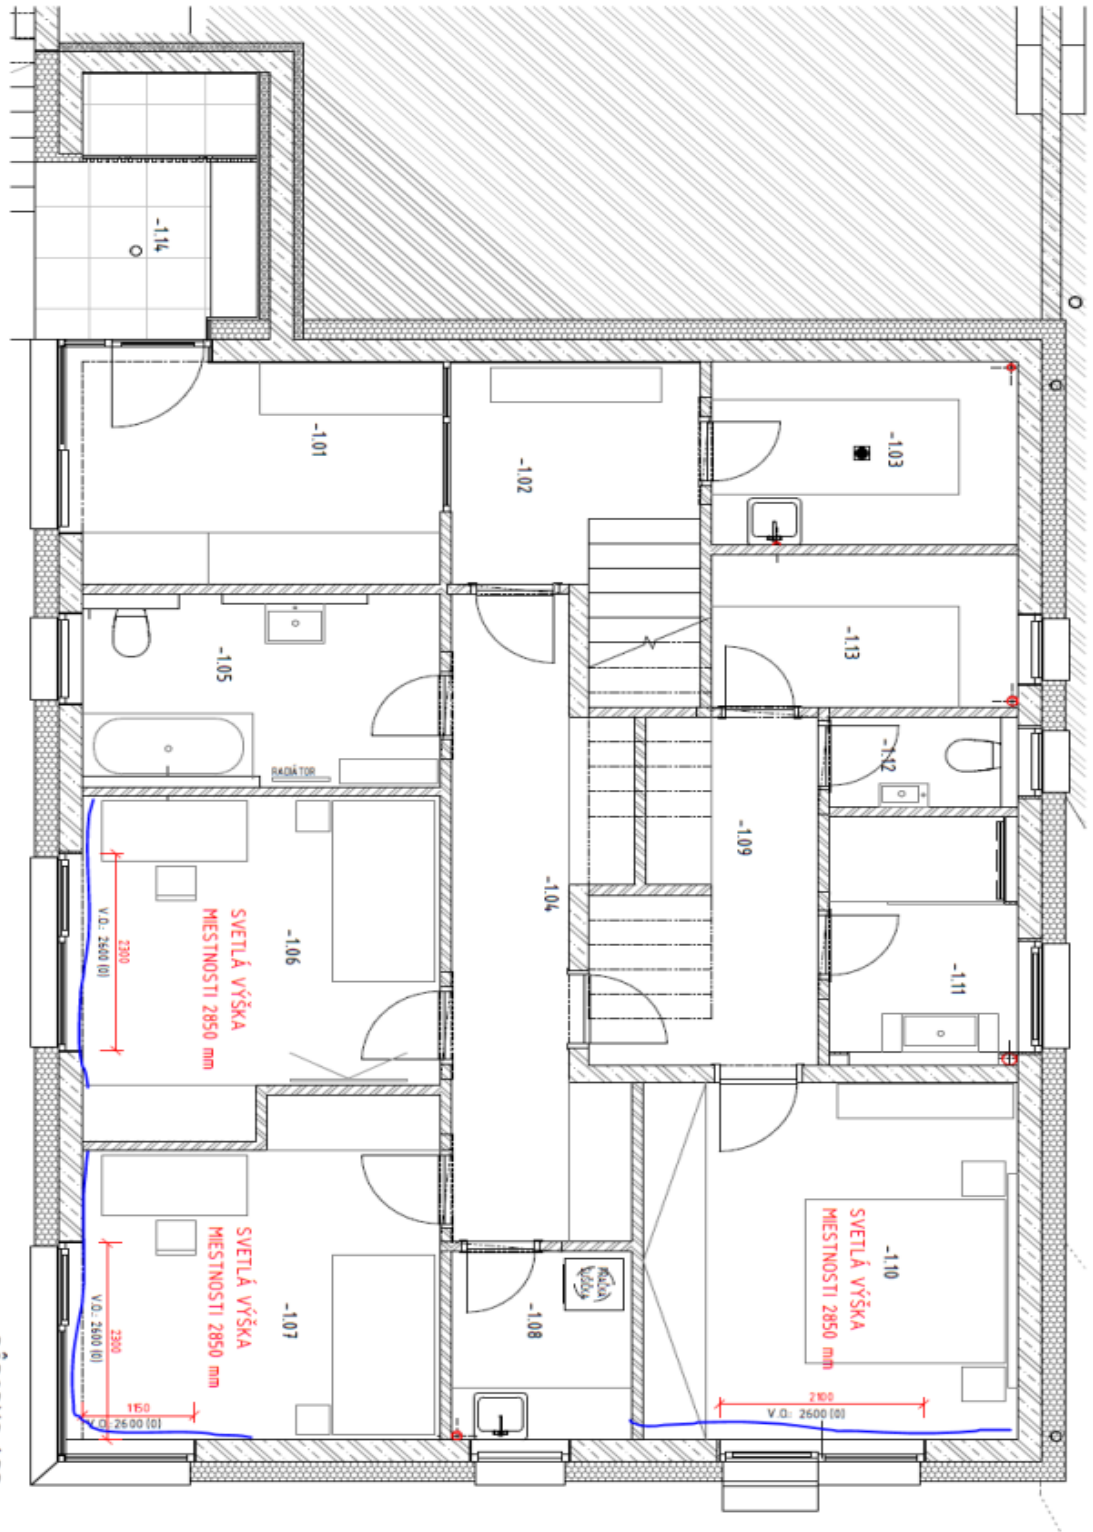 -1.14
-1.01
-1.02
-1.03
-1.13
-1.05
RADIÁTOR
-1.12
-1.09
-1.04
-1.06
SVETLÁ VÝŠKA
MIESTNOSTI 2850 mm
2300
V.O.: 2600 (0)
-1.11
-1.07
SVETLÁ VÝŠKA
MIESTNOSTI 2850 mm
2300
V.O.: 2600 (0)
1150
V.O.: 2600 (0)
-1.08
-1.10
SVETLÁ VÝŠKA
MIESTNOSTI 2850 mm
2100
V.O.: 2600 (0)